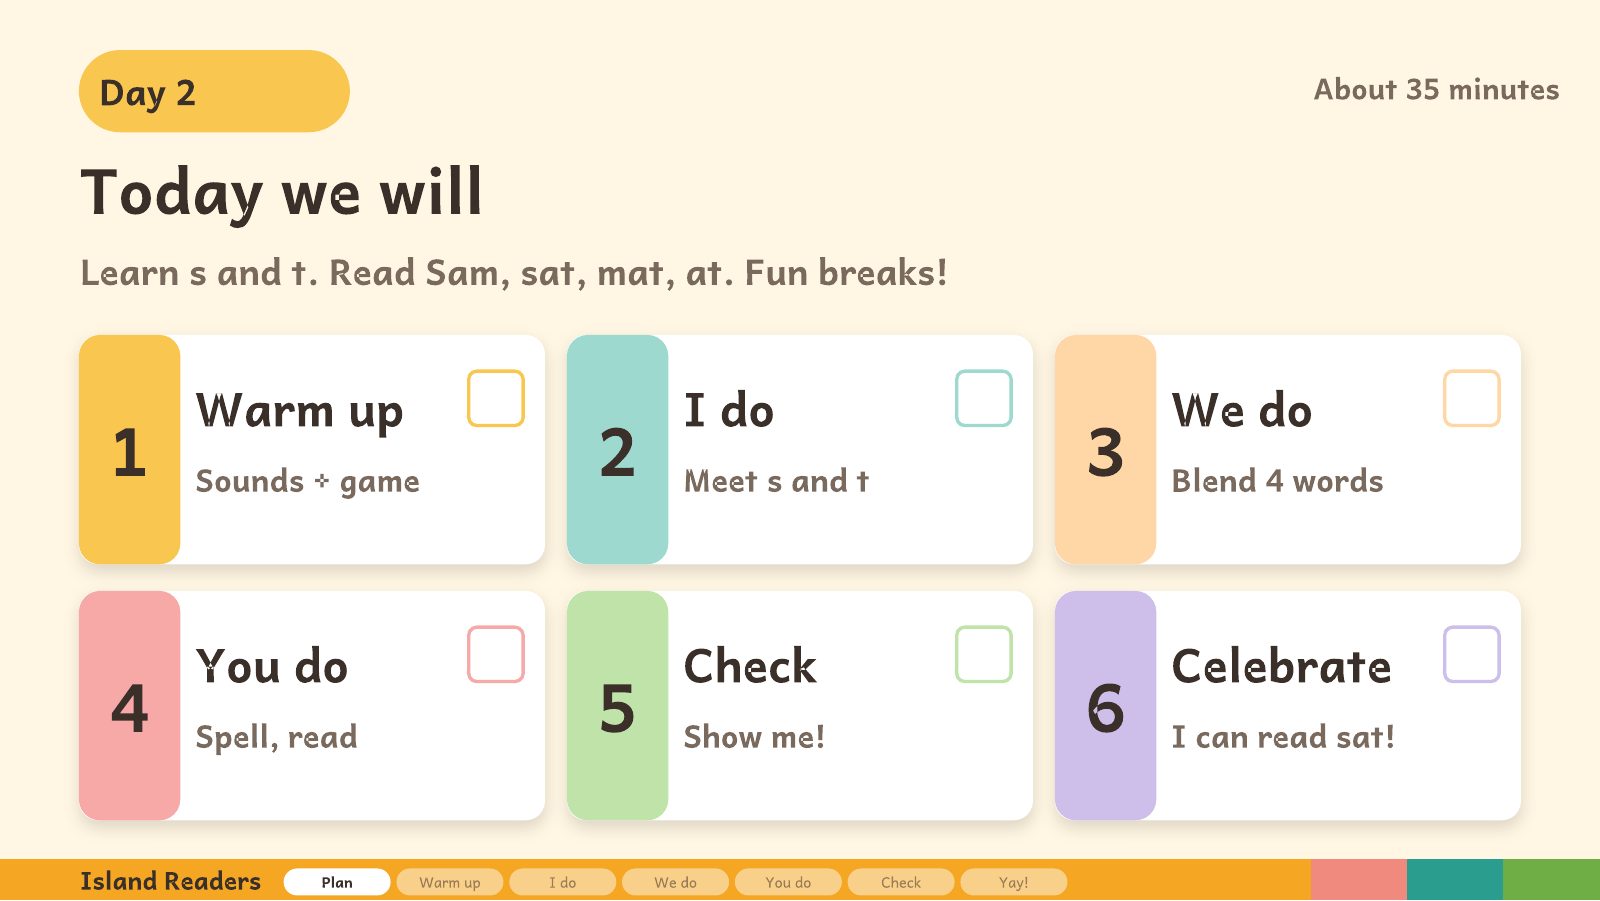 Day 2
About 35 minutes
Today we will
Learn s and t. Read Sam, sat, mat, at. Fun breaks!
1
Warm up
Sounds + game
2
I do
Meet s and t
3
We do
Blend 4 words
4
You do
Spell, read
5
Check
Show me!
6
Celebrate
I can read sat!
Island Readers
Plan
Warm up
I do
We do
You do
Check
Yay!